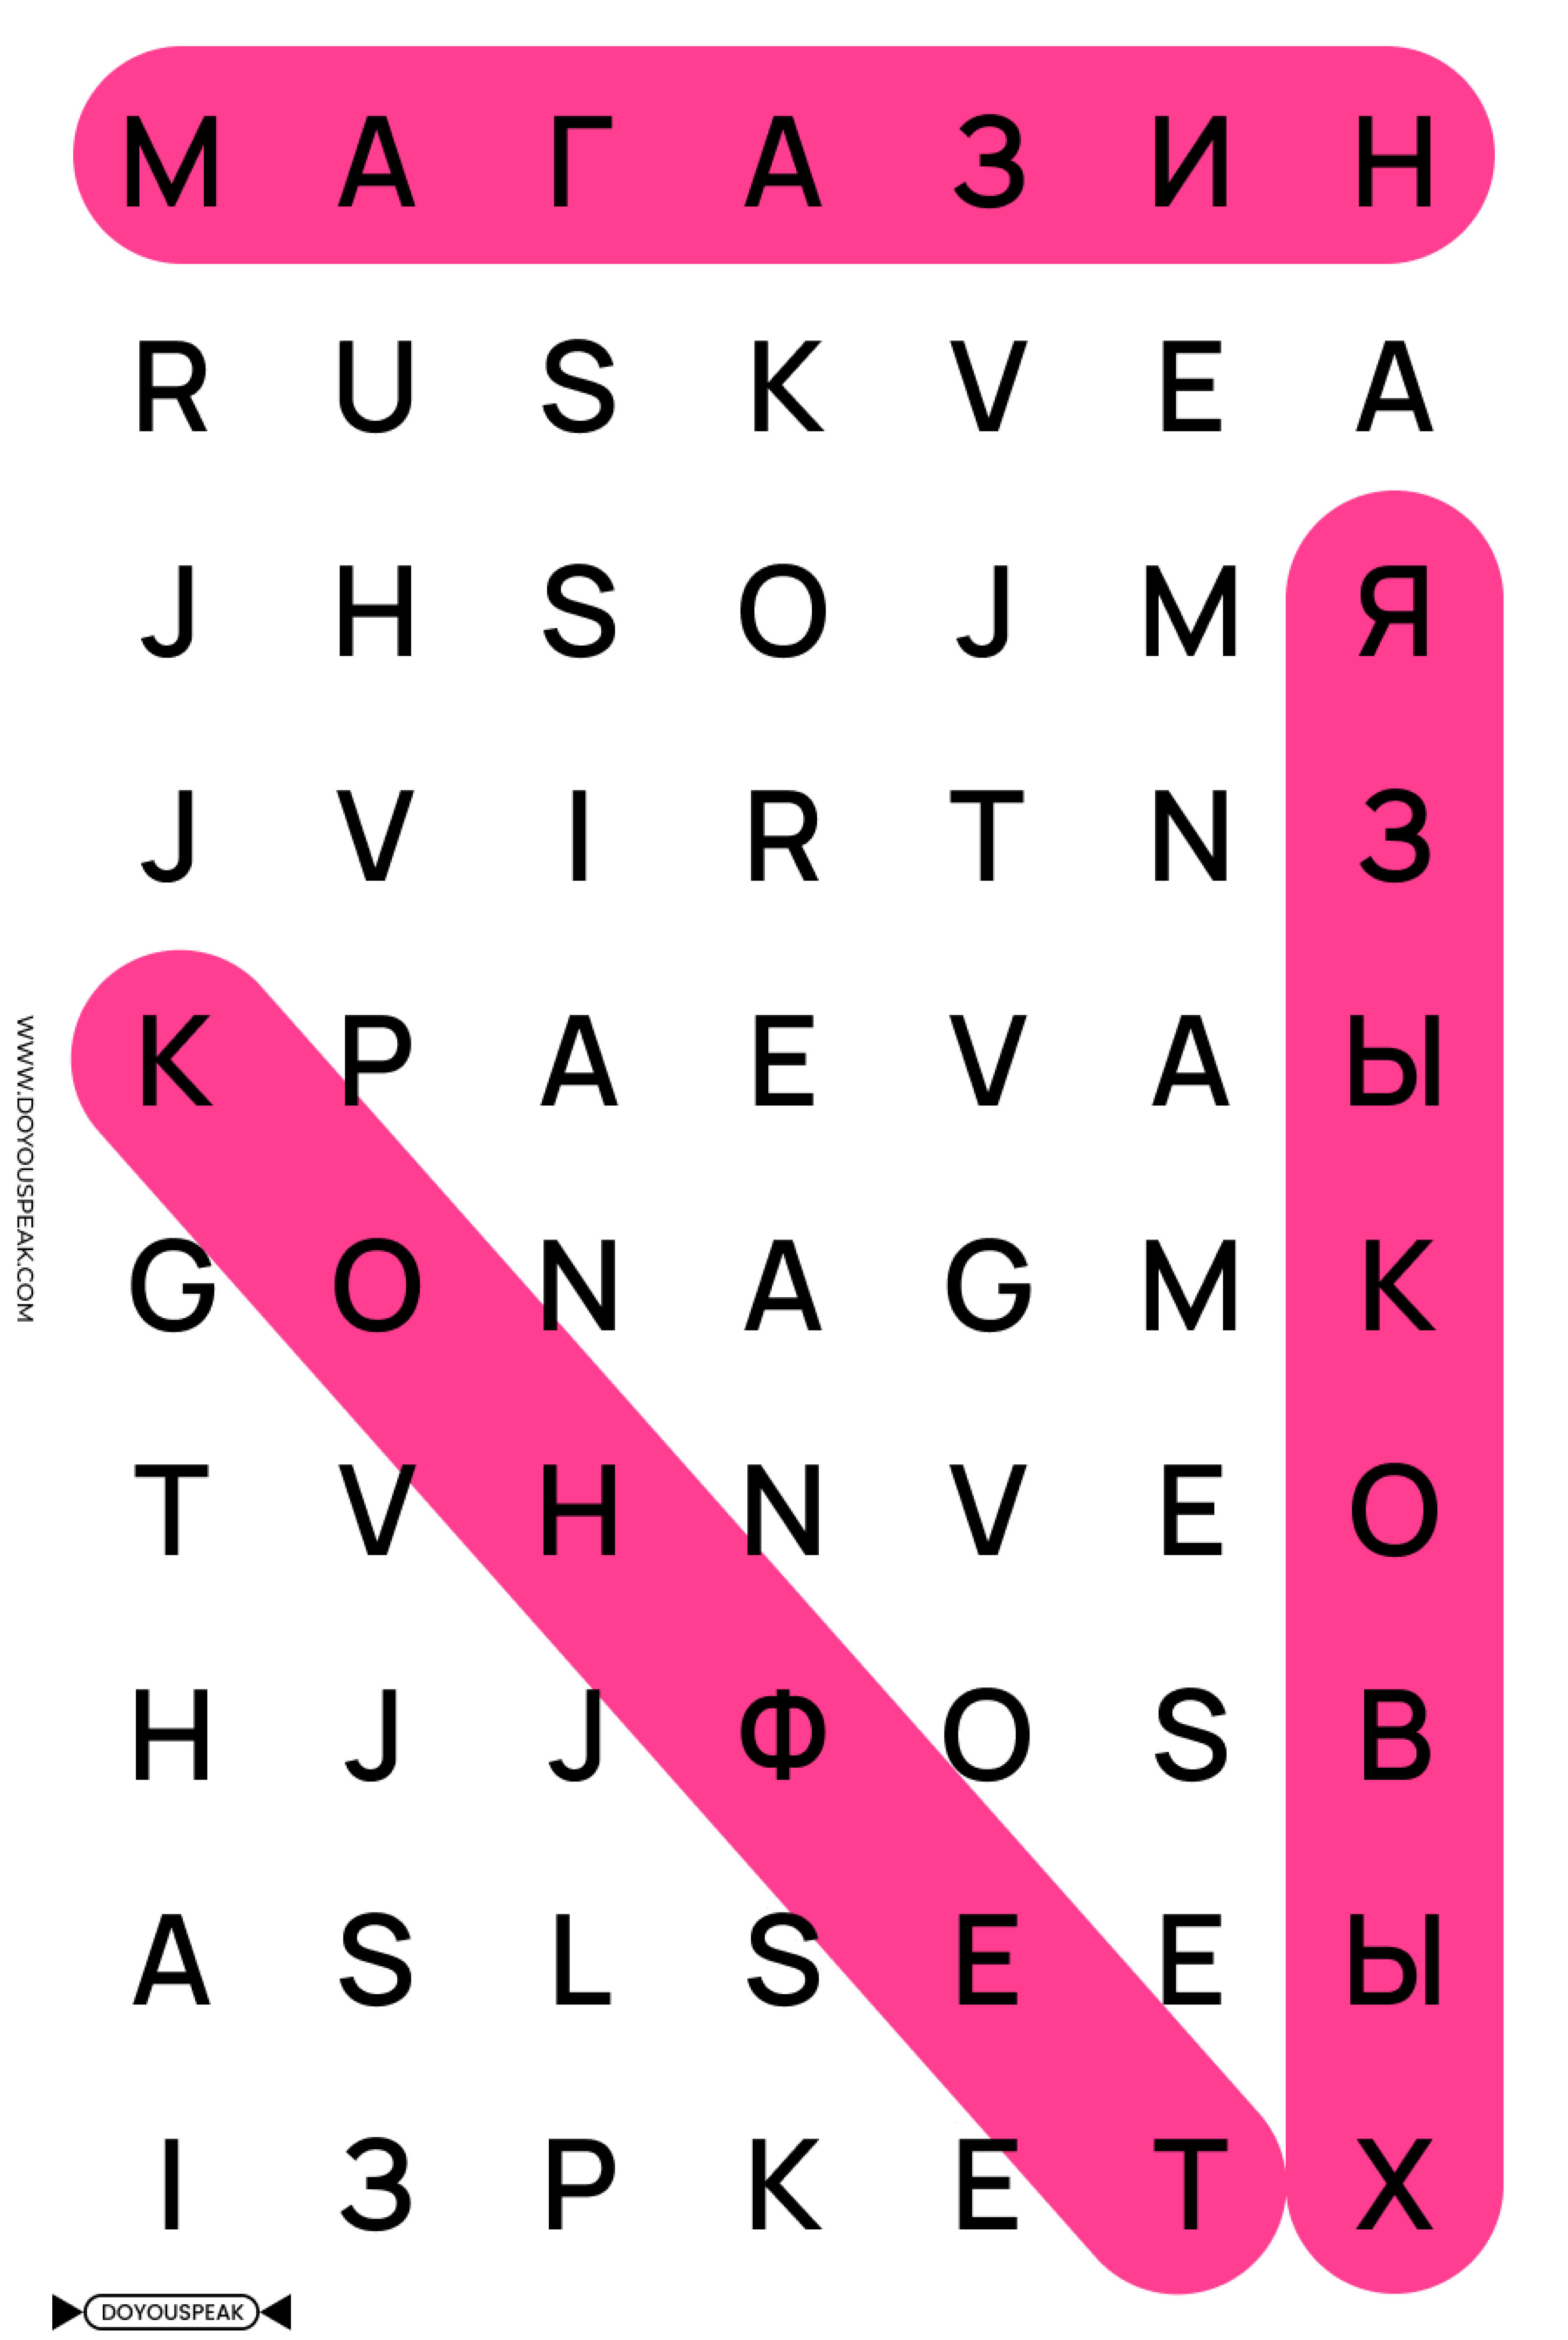 М А Г А З И Н
R U S K V E A
J H S O J M Я
J V I R T N З
К P A E V A Ы
G О N A G M К
T V Н N V E О
H J J Ф O S В
A S L S Е E Ы
I З P K E Т Х
WWW.DOYOUSPEAK.COM
DOYOUSPEAK